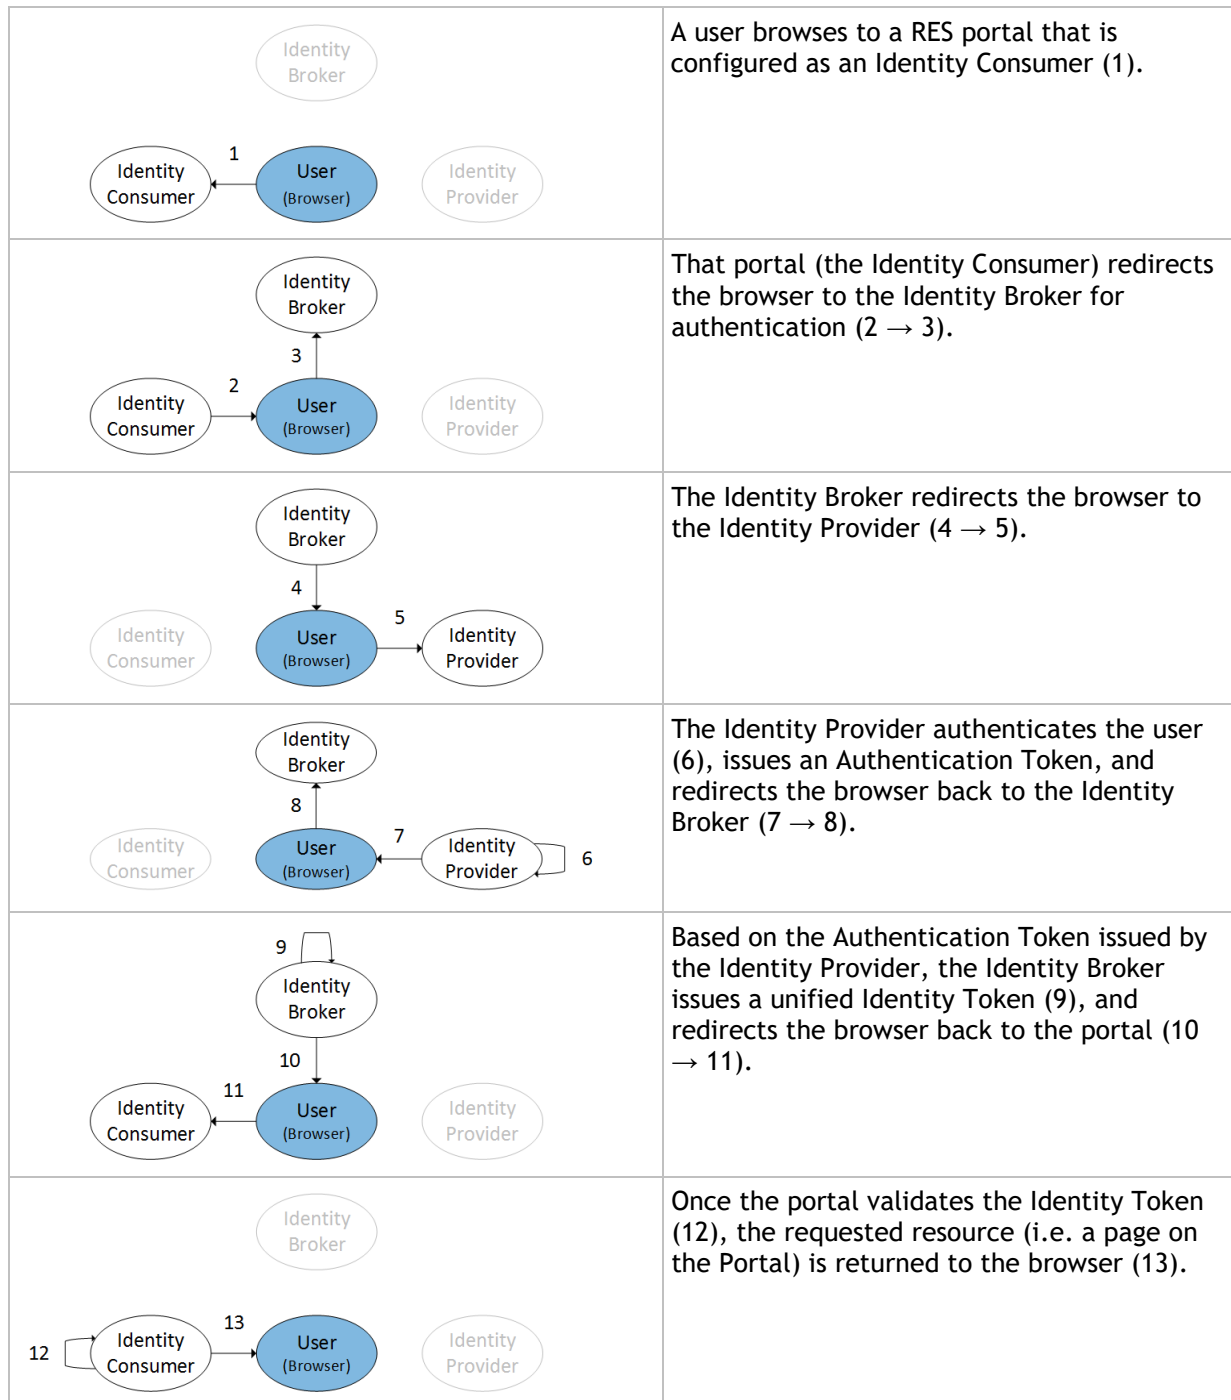 Identity
Broker
1
Identity
Consumer
User
(Browser)
Identity
Provider
A user browses to a RES portal that is
configured as an Identity Consumer (1).
Identity
Broker
3
2
Identity
Consumer
User
(Browser)
Identity
Provider
That portal (the Identity Consumer) redirects
the browser to the Identity Broker for
authentication (2 → 3).
Identity
Broker
4
5
Identity
Consumer
User
(Browser)
Identity
Provider
The Identity Broker redirects the browser to
the Identity Provider (4 → 5).
Identity
Broker
8
7
Identity
Consumer
User
(Browser)
Identity
Provider
6
The Identity Provider authenticates the user
(6), issues an Authentication Token, and
redirects the browser back to the Identity
Broker (7 → 8).
9
Identity
Broker
10
11
Identity
Consumer
User
(Browser)
Identity
Provider
Based on the Authentication Token issued by
the Identity Provider, the Identity Broker
issues a unified Identity Token (9), and
redirects the browser back to the portal (10
→ 11).
Identity
Broker
13
12
Identity
Consumer
User
(Browser)
Identity
Provider
Once the portal validates the Identity Token
(12), the requested resource (i.e. a page on
the Portal) is returned to the browser (13).